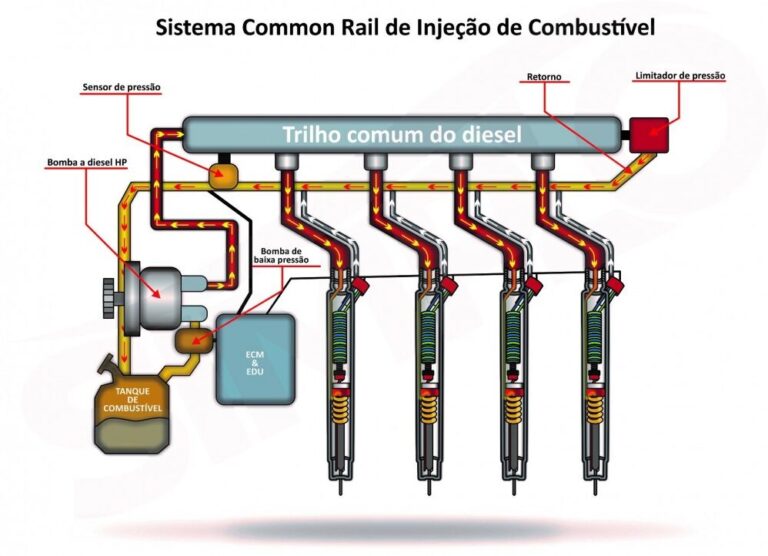 Sistema Common Rail de Injeção de Combustível
Sensor de pressão
Retorno
Limitador de pressão
Trilho comum do diesel
Bomba a diesel HP
Bomba de
baixa pressão
ECM
&
EDU
TANQUE
DE
COMBUSTÍVEL